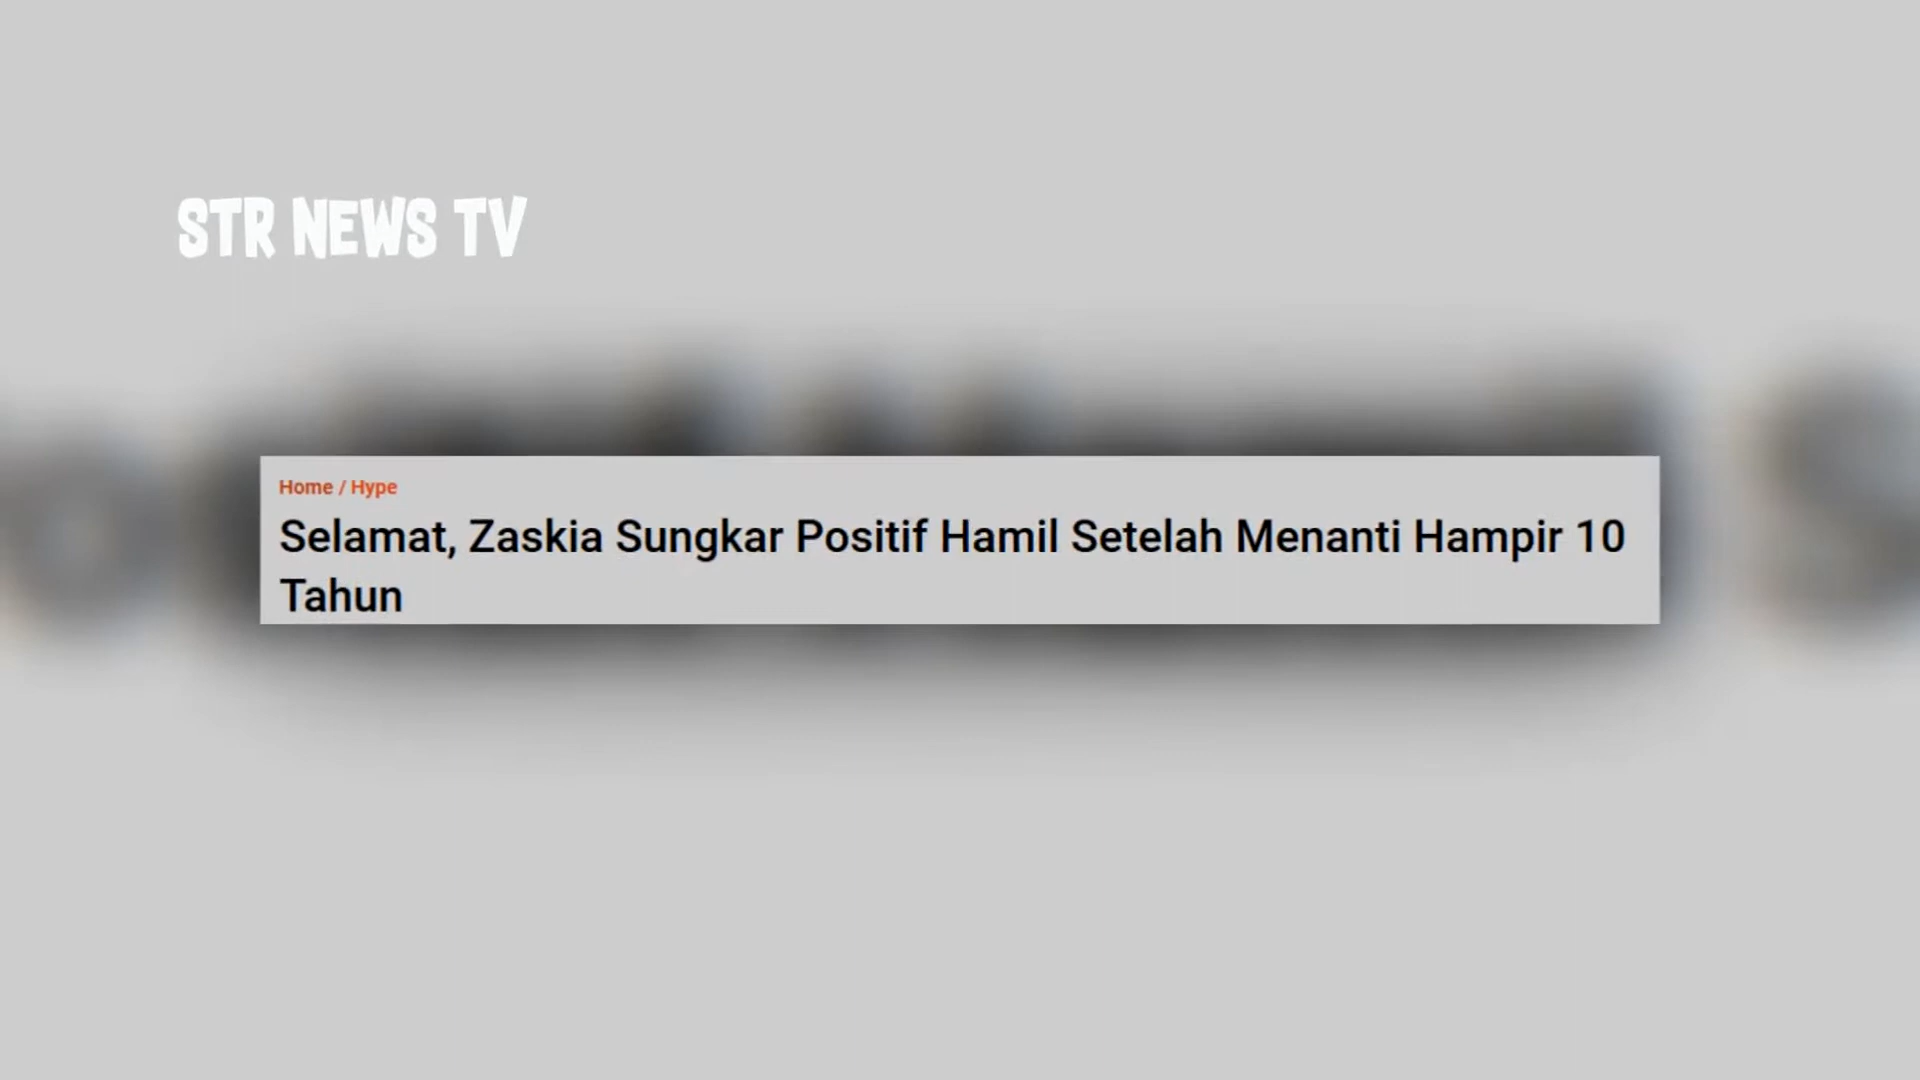 STR NEWS TV
Home / Hype
Selamat, Zaskia Sungkar Positif Hamil Setelah Menanti Hampir 10
Tahun